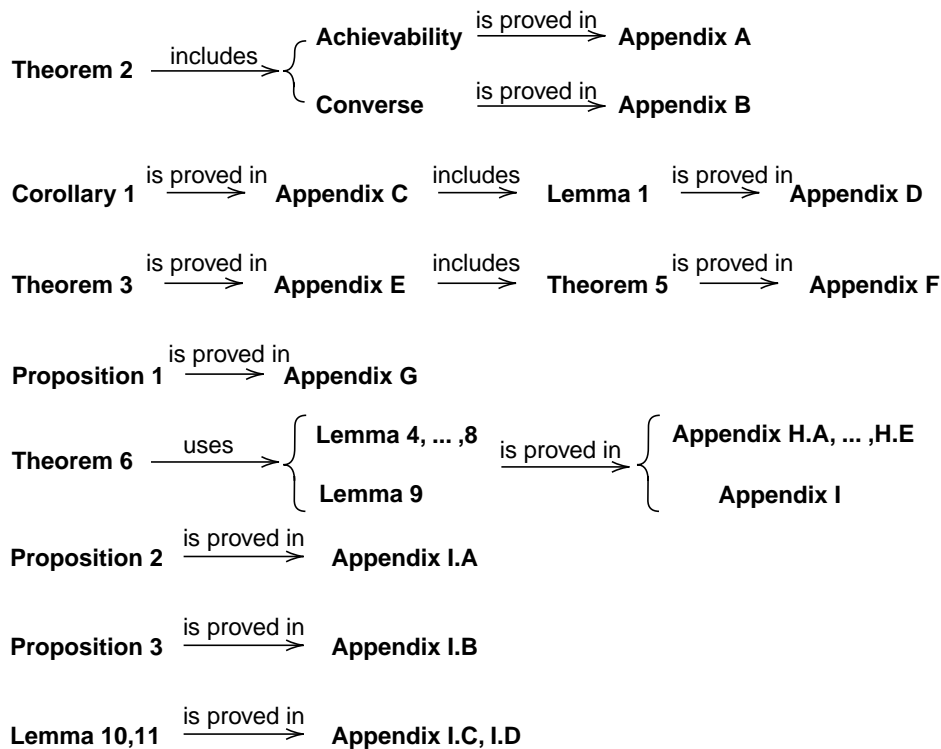 Theorem 2 includes Achievability is proved in Appendix A
Converse is proved in Appendix B
Corollary 1 is proved in Appendix C includes Lemma 1 is proved in Appendix D
Theorem 3 is proved in Appendix E includes Theorem 5 is proved in Appendix F
Proposition 1 is proved in Appendix G
Theorem 6 uses Lemma 4, ... ,8 is proved in Appendix H.A, ... ,H.E
Lemma 9 Appendix I
Proposition 2 is proved in Appendix I.A
Proposition 3 is proved in Appendix I.B
Lemma 10,11 is proved in Appendix I.C, I.D